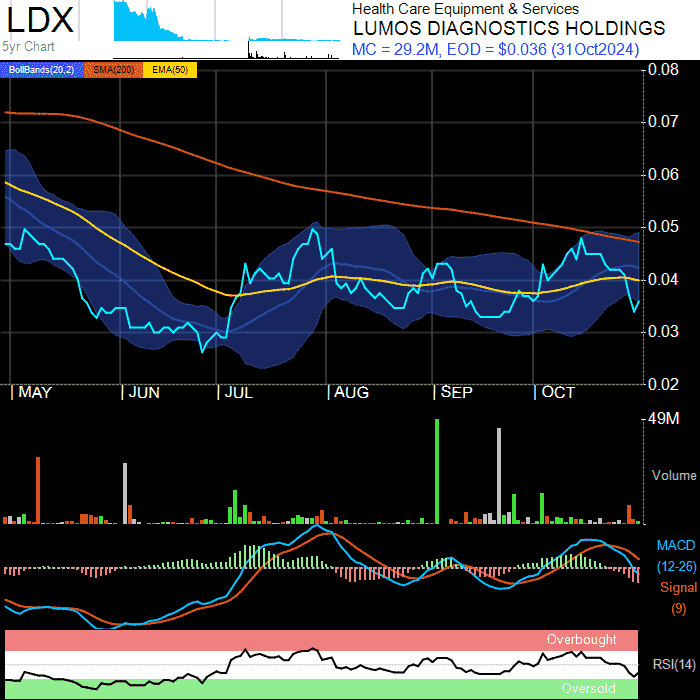 LDX
5yr Chart
Health Care Equipment & Services
LUMOS DIAGNOSTICS HOLDINGS
MC = 29.2M, EOD = $0.036 (31Oct2024)
BollBands(20,2) SMA(200) EMA(50)
0.08
0.07
0.06
0.05
0.04
0.03
0.02
MAY JUN JUL AUG SEP OCT
49M
Volume
MACD
(12-26)
Signal
(9)
Overbought
RSI(14)
Oversold